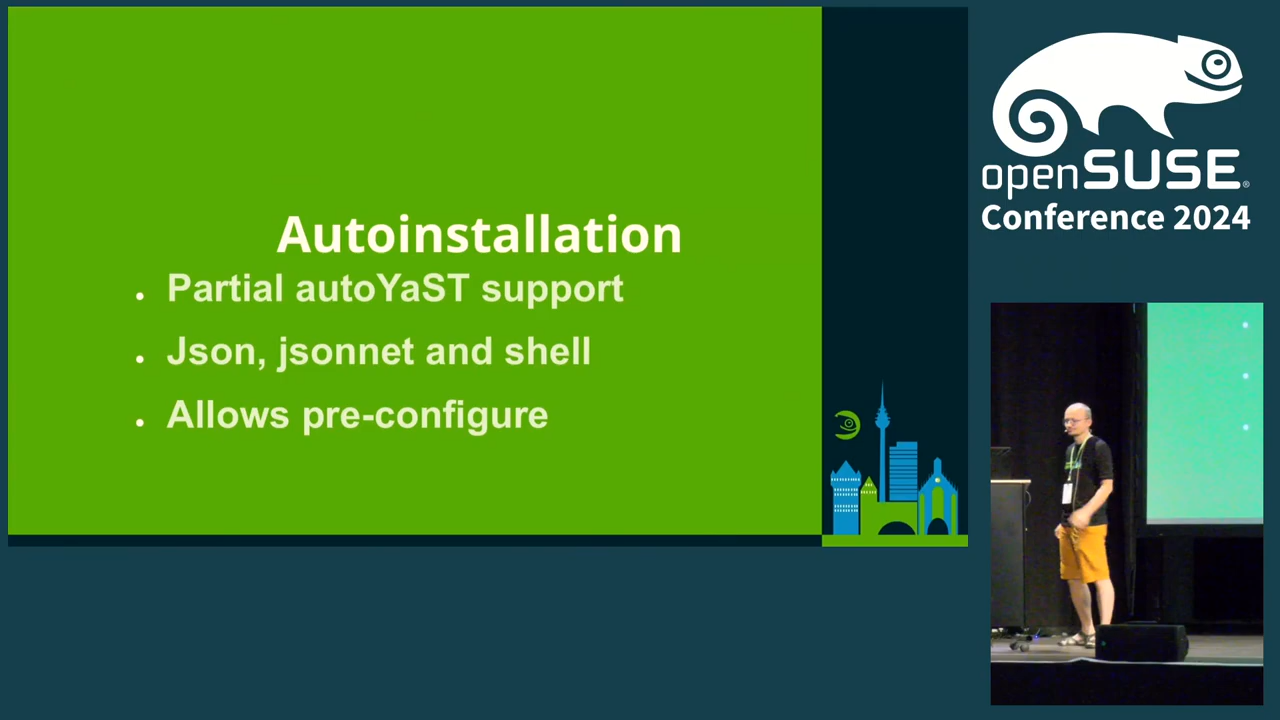 Autoinstallation
Partial autoYaST support
Json, jsonnet and shell
Allows pre-configure
openSUSE®
Conference 2024